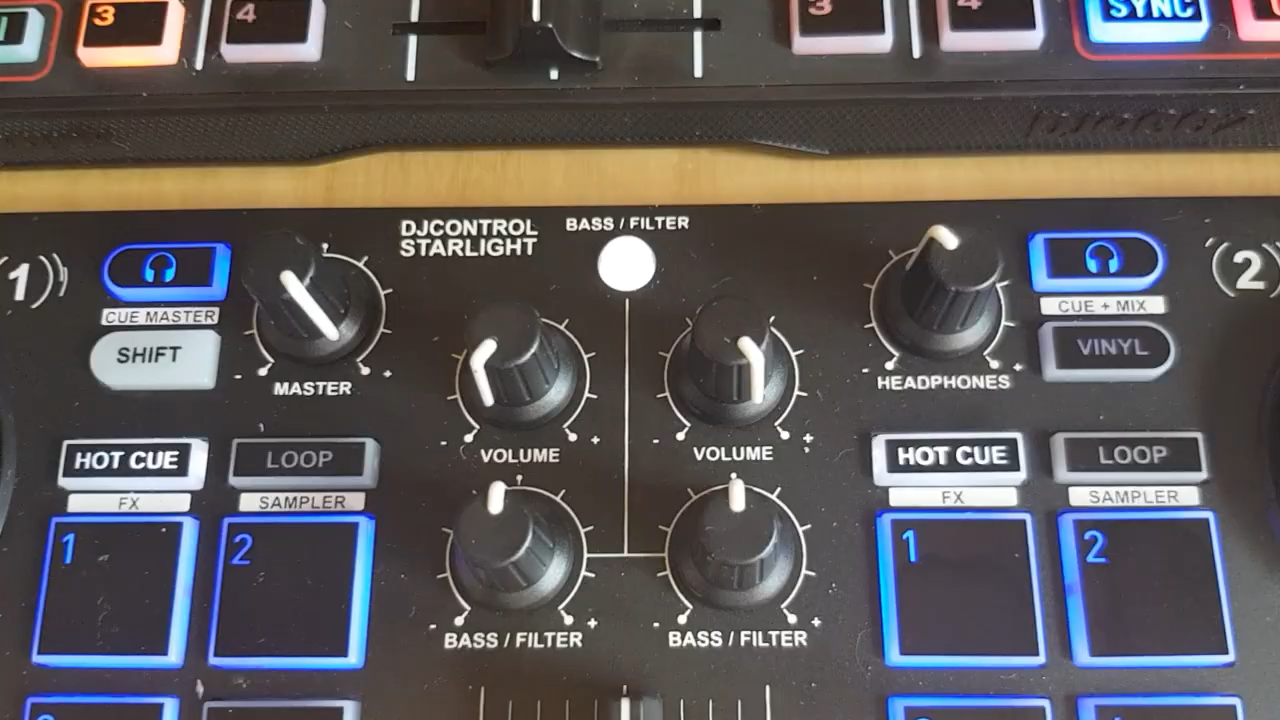 3
4
3
4
SYNC
DJCONTROL
STARLIGHT
BASS / FILTER
1
2
CUE MASTER
SHIFT
- MASTER +
- HEADPHONES +
CUE + MIX
VINYL
- VOLUME +
- VOLUME +
HOT CUE
LOOP
HOT CUE
LOOP
FX
SAMPLER
FX
SAMPLER
1
2
1
2
- BASS / FILTER +
- BASS / FILTER +